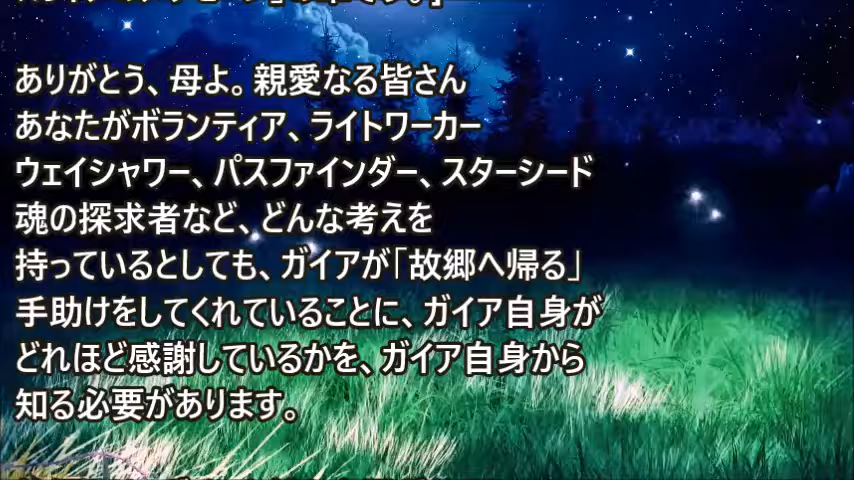 ありがとう、母よ。親愛なる皆さん
あなたがボランティア、ライトワーカー
ウェイシャワー、パスファインダー、スターシード
魂の探求者など、どんな考えを
持っているとしても、ガイアが「故郷へ帰る」
手助けをしてくれていることに、ガイア自身が
どれほど感謝しているかを、ガイア自身から
知る必要があります。